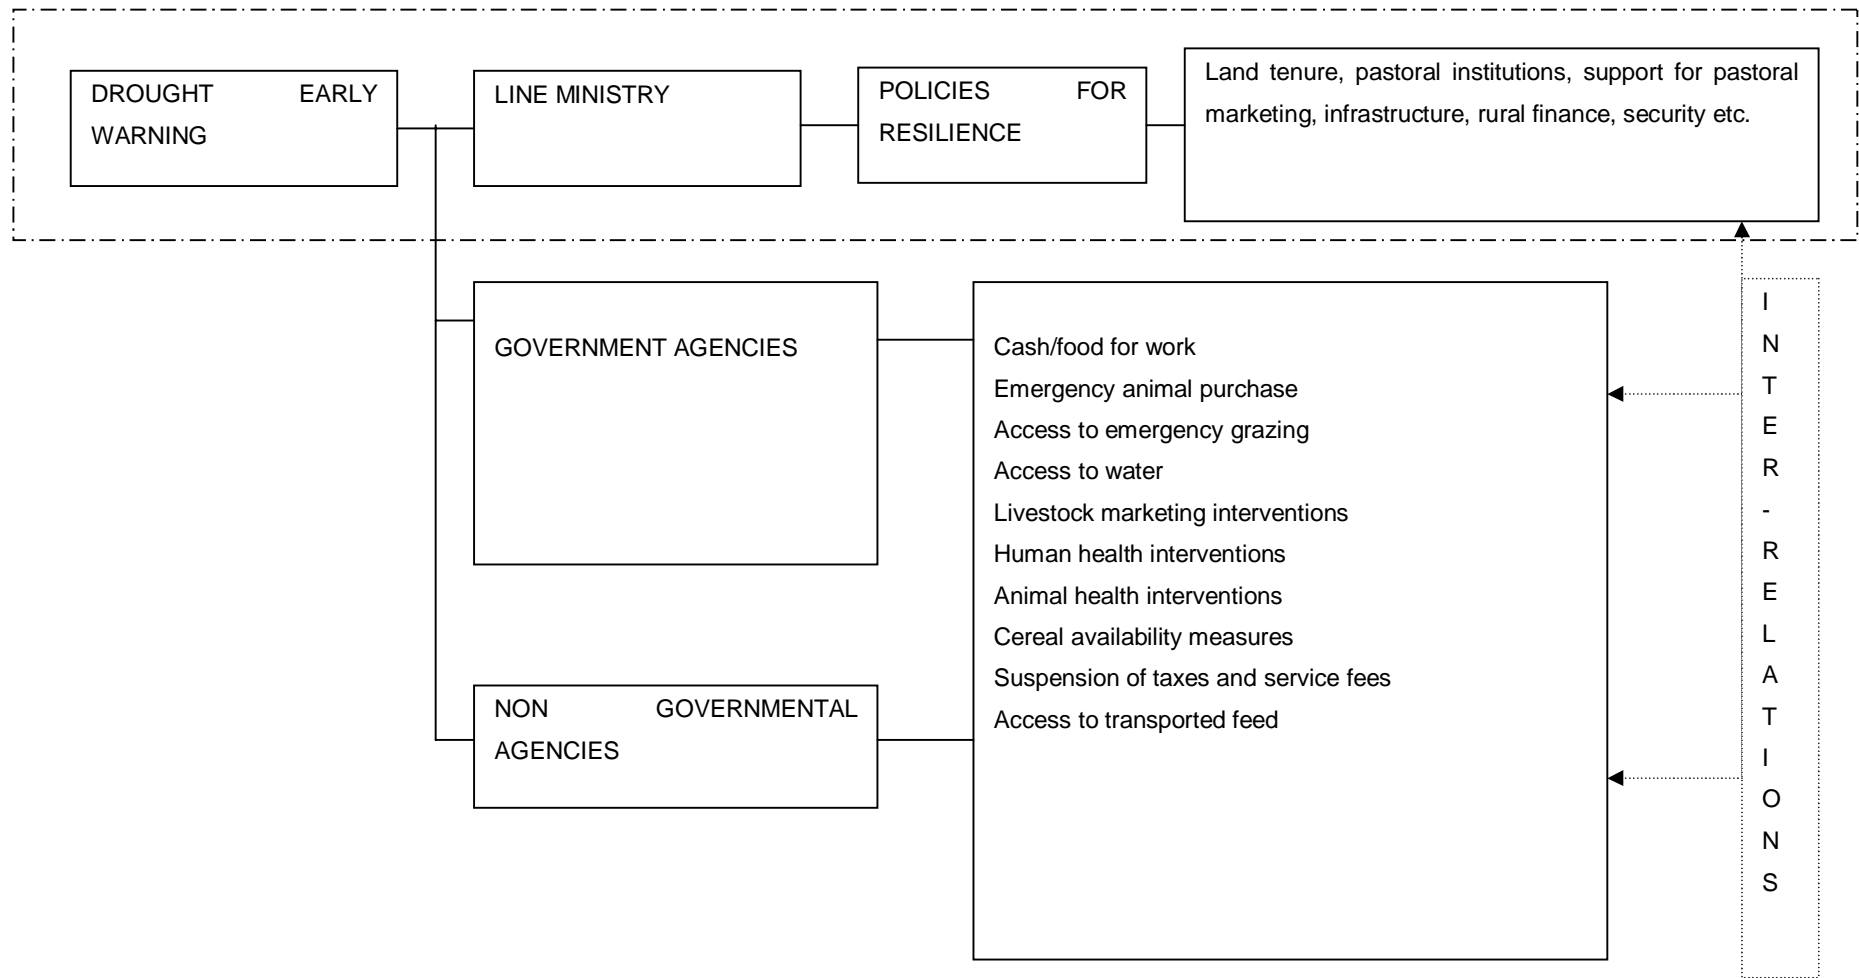 DROUGHT EARLY
WARNING
LINE MINISTRY
POLICIES FOR
RESILIENCE
Land tenure, pastoral institutions, support for pastoral
marketing, infrastructure, rural finance, security etc.
GOVERNMENT AGENCIES
NON GOVERNMENTAL
AGENCIES
Cash/food for work
Emergency animal purchase
Access to emergency grazing
Access to water
Livestock marketing interventions
Human health interventions
Animal health interventions
Cereal availability measures
Suspension of taxes and service fees
Access to transported feed
I
N
T
E
R
-
R
E
L
A
T
I
O
N
S